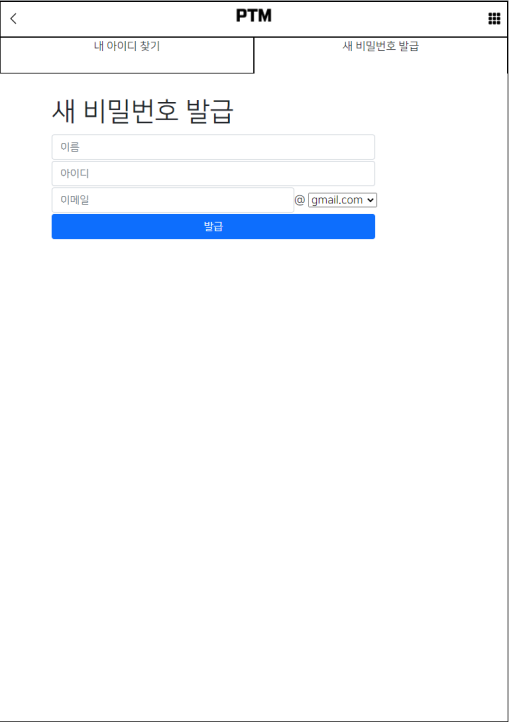 PTM
내 아이디 찾기
새 비밀번호 발급
새 비밀번호 발급
이름
아이디
이메일 @ gmail.com
발급